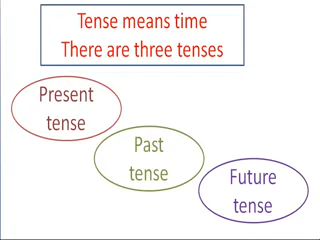 Tense means time
There are three tenses
Present
tense
Past
tense
Future
tense